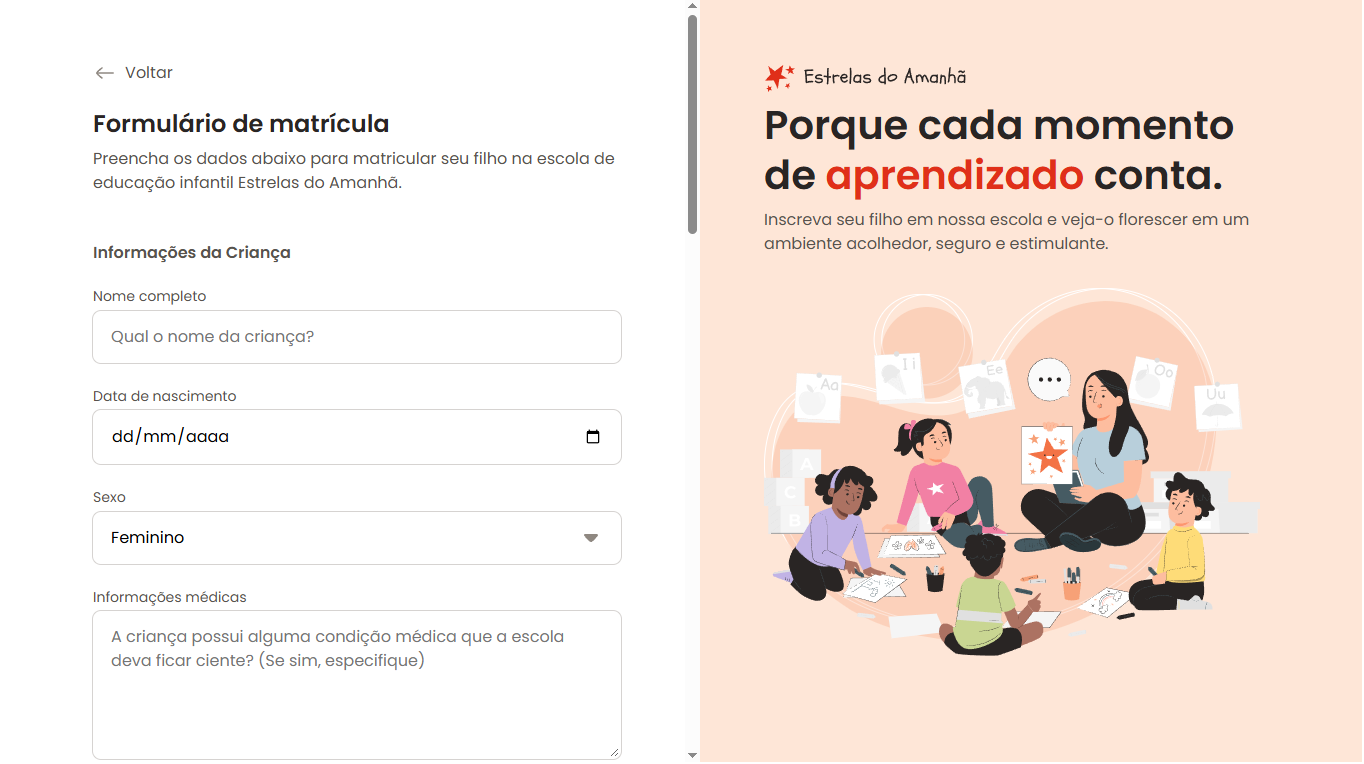 Voltar
Formulário de matrícula
Preencha os dados abaixo para matricular seu filho na escola de
educação infantil Estrelas do Amanhã.
Informações da Criança
Nome completo
Qual o nome da criança?
Data de nascimento
dd/mm/aaaa
Sexo
Feminino
Informações médicas
A criança possui alguma condição médica que a escola
deva ficar ciente? (Se sim, especifique)
Estrelas do Amanhã
Porque cada momento
de aprendizado conta.
Inscreva seu filho em nossa escola e veja-o florescer em um
ambiente acolhedor, seguro e estimulante.
Aa
Ii
Ee
Oo
Uu
A
C
B